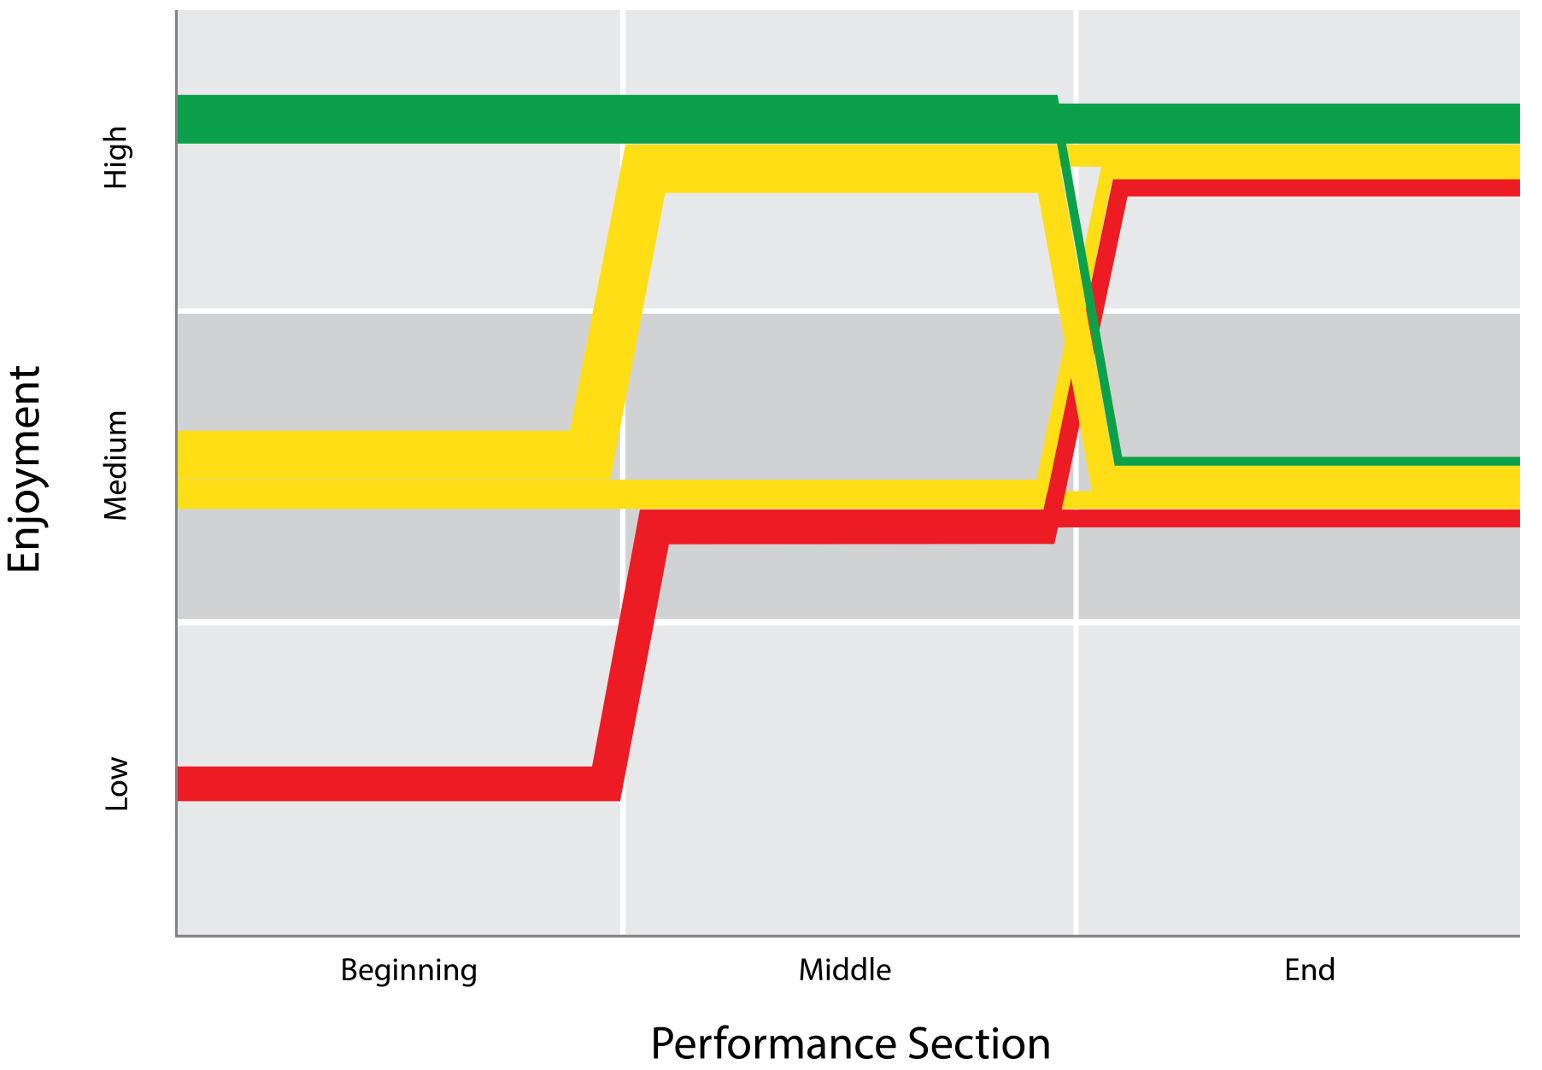 High
Medium
Low
Enjoyment
Beginning
Middle
End
Performance Section